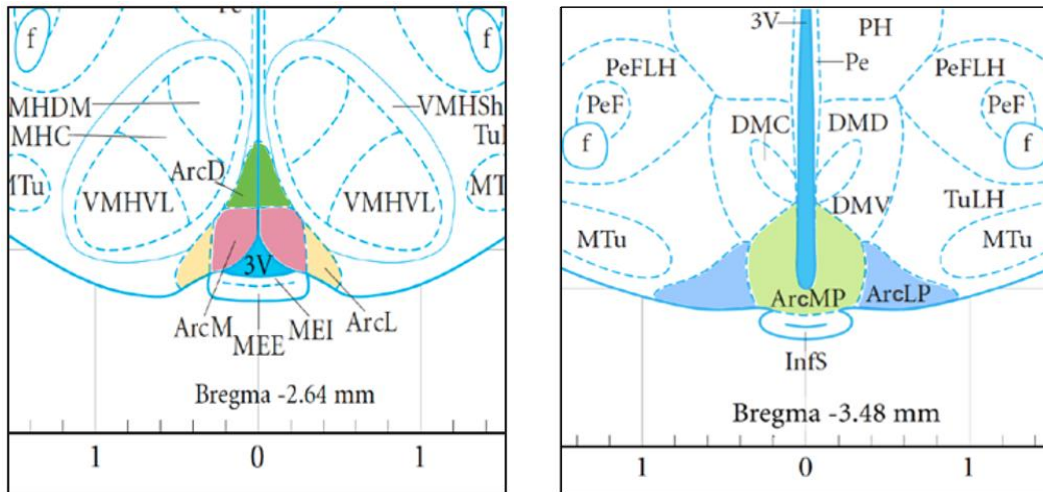 f
f
MHDM
VMHSh
MHC
ArcD
MTu
VMHVL
VMHVL
3V
ArcM
MEE
MEI
ArcL
Bregma -2.64 mm
1
0
1
3V
PH
Pe
PeFLH
PeFLH
PeF
PeF
DMC
DMD
f
f
DMV
TuLH
MTu
MTu
ArcMP
ArcLP
InfS
Bregma -3.48 mm
1
0
1